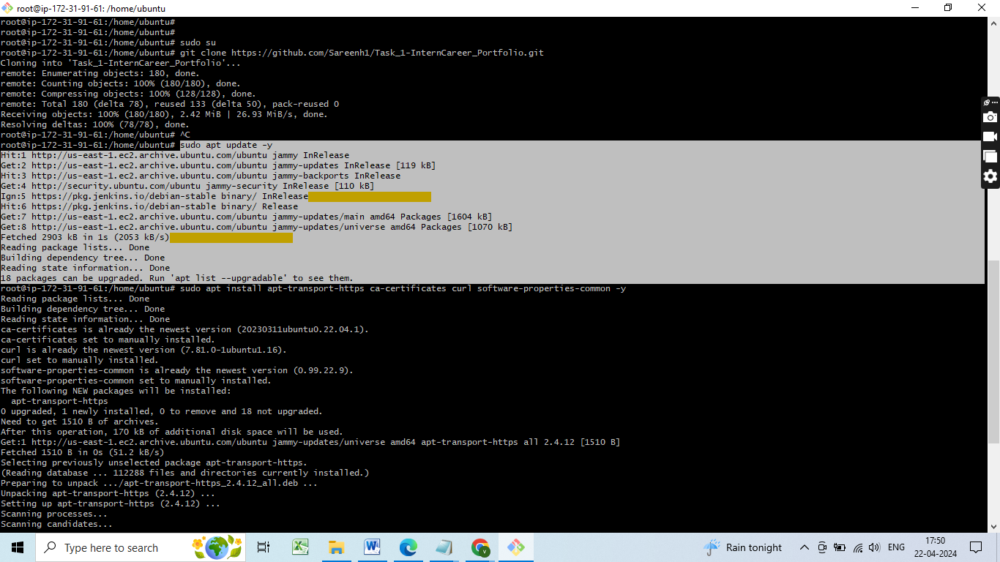 root@ip-172-31-91-61: /home/ubuntu
root@ip-172-31-91-61:/home/ubuntu#
root@ip-172-31-91-61:/home/ubuntu#
root@ip-172-31-91-61:/home/ubuntu# sudo su
root@ip-172-31-91-61:/home/ubuntu# git clone https://github.com/Sareenh1/Task_1-InternCareer_Portfolio.git
Cloning into 'Task_1-InternCareer_Portfolio'...
remote: Enumerating objects: 180, done.
remote: Counting objects: 100% (180/180), done.
remote: Compressing objects: 100% (128/128), done.
remote: Total 180 (delta 78), reused 133 (delta 50), pack-reused 0
Receiving objects: 100% (180/180), 2.42 MiB | 26.93 MiB/s, done.
Resolving deltas: 100% (78/78), done.
root@ip-172-31-91-61:/home/ubuntu# ^C
root@ip-172-31-91-61:/home/ubuntu# sudo apt update -y
Hit:1 http://us-east-1.ec2.archive.ubuntu.com/ubuntu jammy InRelease
Get:2 http://us-east-1.ec2.archive.ubuntu.com/ubuntu jammy-updates InRelease [119 kB]
Hit:3 http://us-east-1.ec2.archive.ubuntu.com/ubuntu jammy-backports InRelease
Get:4 http://security.ubuntu.com/ubuntu jammy-security InRelease [110 kB]
Ign:5 https://pkg.jenkins.io/debian-stable binary/ InRelease
Hit:6 https://pkg.jenkins.io/debian-stable binary/ Release
Get:7 http://us-east-1.ec2.archive.ubuntu.com/ubuntu jammy-updates/main amd64 Packages [1604 kB]
Get:8 http://us-east-1.ec2.archive.ubuntu.com/ubuntu jammy-updates/universe amd64 Packages [1070 kB]
Fetched 2903 kB in 1s (2053 kB/s)
Reading package lists... Done
Building dependency tree... Done
Reading state information... Done
18 packages can be upgraded. Run 'apt list --upgradable' to see them.
root@ip-172-31-91-61:/home/ubuntu# sudo apt install apt-transport-https ca-certificates curl software-properties-common -y
Reading package lists... Done
Building dependency tree... Done
Reading state information... Done
ca-certificates is already the newest version (20230311ubuntu0.22.04.1).
ca-certificates set to manually installed.
curl is already the newest version (7.81.0-1ubuntu1.16).
curl set to manually installed.
software-properties-common is already the newest version (0.99.22.9).
software-properties-common set to manually installed.
The following NEW packages will be installed:
  apt-transport-https
0 upgraded, 1 newly installed, 0 to remove and 18 not upgraded.
Need to get 1510 B of archives.
After this operation, 170 kB of additional disk space will be used.
Get:1 http://us-east-1.ec2.archive.ubuntu.com/ubuntu jammy-updates/universe amd64 apt-transport-https all 2.4.12 [1510 B]
Fetched 1510 B in 0s (51.2 kB/s)
Selecting previously unselected package apt-transport-https.
(Reading database ... 112288 files and directories currently installed.)
Preparing to unpack .../apt-transport-https_2.4.12_all.deb ...
Unpacking apt-transport-https (2.4.12) ...
Setting up apt-transport-https (2.4.12) ...
Scanning processes...
Scanning candidates...
Type here to search
Rain tonight
ENG
17:50
22-04-2024